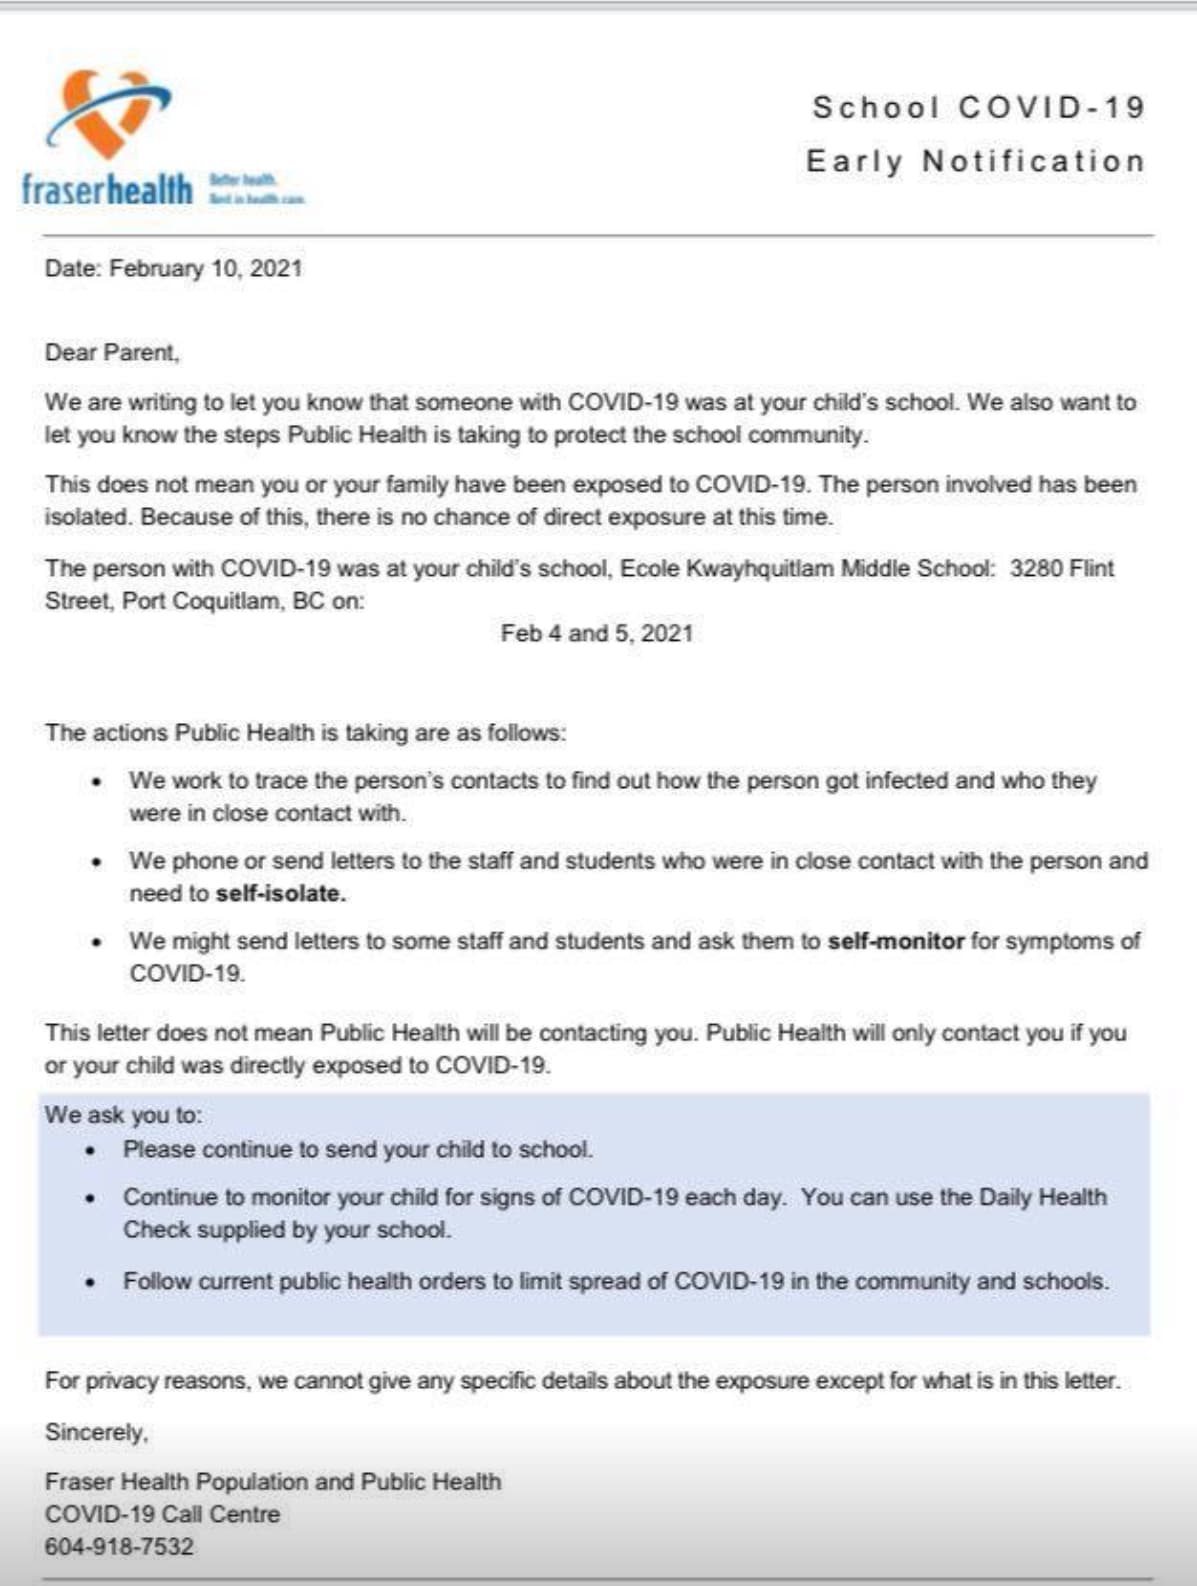 School COVID-19
Early Notification
fraserhealth
Better health.
Best in health care.
Date: February 10, 2021
Dear Parent,
We are writing to let you know that someone with COVID-19 was at your child's school. We also want to
let you know the steps Public Health is taking to protect the school community.
This does not mean you or your family have been exposed to COVID-19. The person involved has been
isolated. Because of this, there is no chance of direct exposure at this time.
The person with COVID-19 was at your child's school, Ecole Kwayhquitlam Middle School:  3280 Flint
Street, Port Coquitlam, BC on:
Feb 4 and 5, 2021
The actions Public Health is taking are as follows:
• We work to trace the person's contacts to find out how the person got infected and who they
were in close contact with.
• We phone or send letters to the staff and students who were in close contact with the person and
need to self-isolate.
• We might send letters to some staff and students and ask them to self-monitor for symptoms of
COVID-19.
This letter does not mean Public Health will be contacting you. Public Health will only contact you if you
or your child was directly exposed to COVID-19.
We ask you to:
• Please continue to send your child to school.
• Continue to monitor your child for signs of COVID-19 each day.  You can use the Daily Health
Check supplied by your school.
• Follow current public health orders to limit spread of COVID-19 in the community and schools.
For privacy reasons, we cannot give any specific details about the exposure except for what is in this letter.
Sincerely,
Fraser Health Population and Public Health
COVID-19 Call Centre
604-918-7532